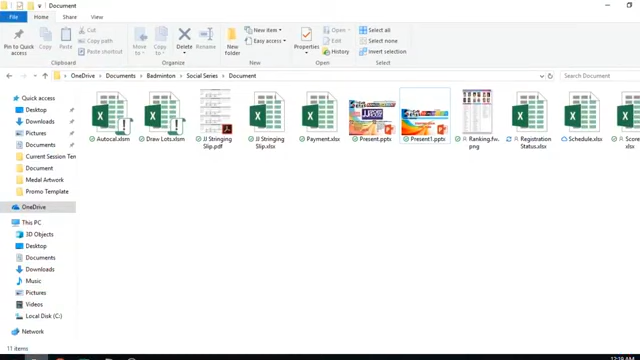 Document
File
Home
Share
View
Pin to Quick access
Copy
Paste
Cut
Copy path
Paste shortcut
Clipboard
Move to
Copy to
Delete
Rename
Organize
New folder
New item
Easy access
New
Properties
Open
Edit
History
Open
Select all
Select none
Invert selection
Select
OneDrive > Documents > Badminton > Social Series > Document
Search Document
Quick access
Desktop
Downloads
Pictures
Documents
Current Session Tem
Document
Medal Artwork
Promo Template
OneDrive
This PC
3D Objects
Desktop
Documents
Downloads
Music
Pictures
Videos
Local Disk (C:)
Network
Autocal.xlsm
Draw Lots.xlsm
JJ Stringing Slip.pdf
JJ Stringing Slip.xlsx
Payment.xlsx
Present.pptx
Present1.pptx
Ranking.fw.png
Registration Status.xlsx
Schedule.xlsx
Score
.xlsx
11 items
12:19 AM